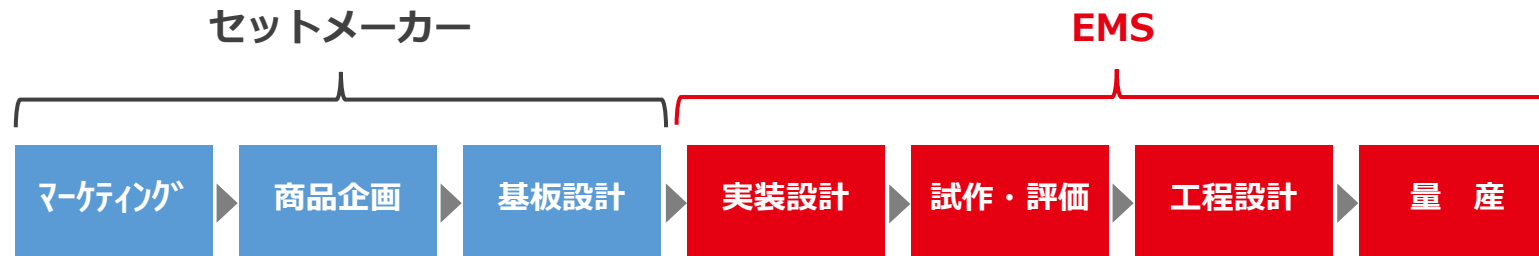 セットメーカー
EMS
ﾏｰｹﾃｨﾝｸﾞ
商品企画
基板設計
実装設計
試作・評価
工程設計
量　産